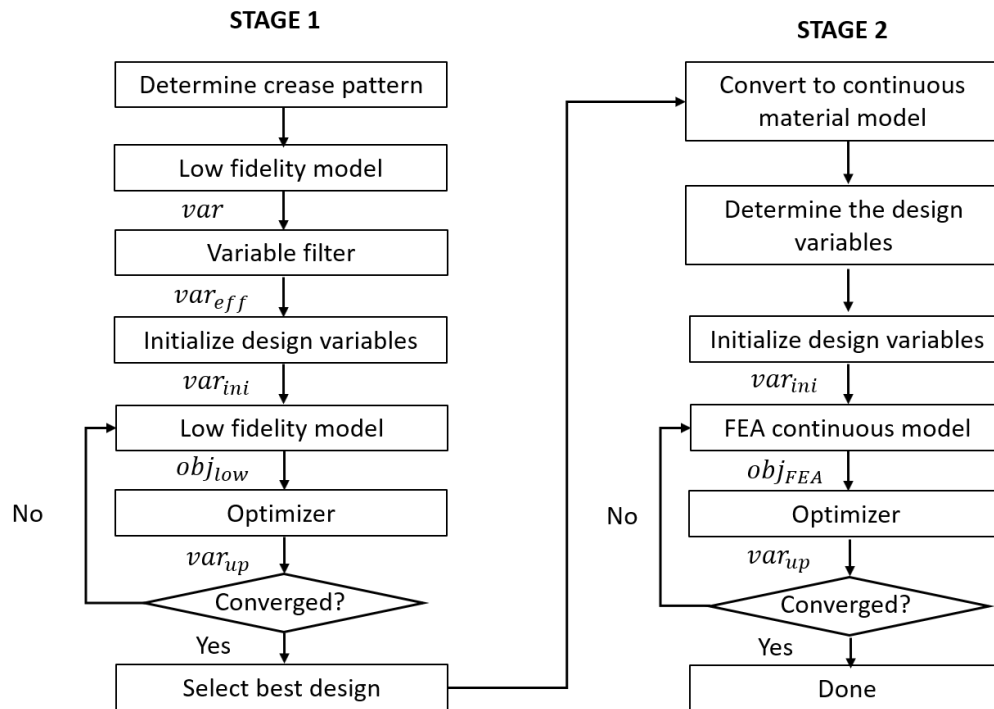 STAGE 1
Determine crease pattern
Low fidelity model
var
Variable filter
var_eff
Initialize design variables
var_ini
Low fidelity model
obj_low
No
Optimizer
var_up
Converged?
Yes
Select best design
STAGE 2
Convert to continuous
material model
Determine the design
variables
Initialize design variables
var_ini
FEA continuous model
obj_FEA
No
Optimizer
var_up
Converged?
Yes
Done